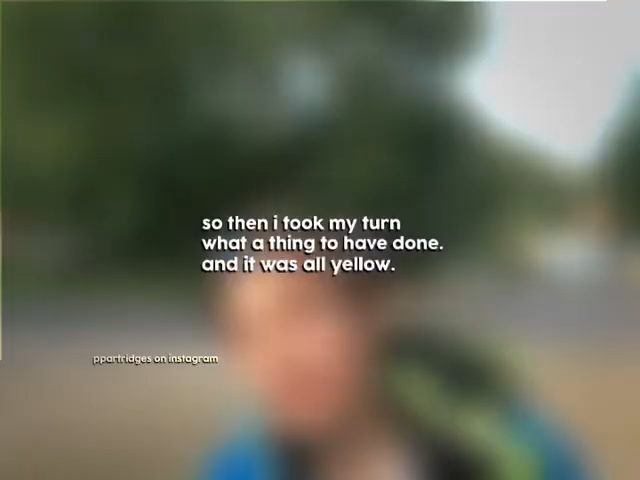 so then i took my turn
what a thing to have done.
and it was all yellow.
ppartridges on instagram